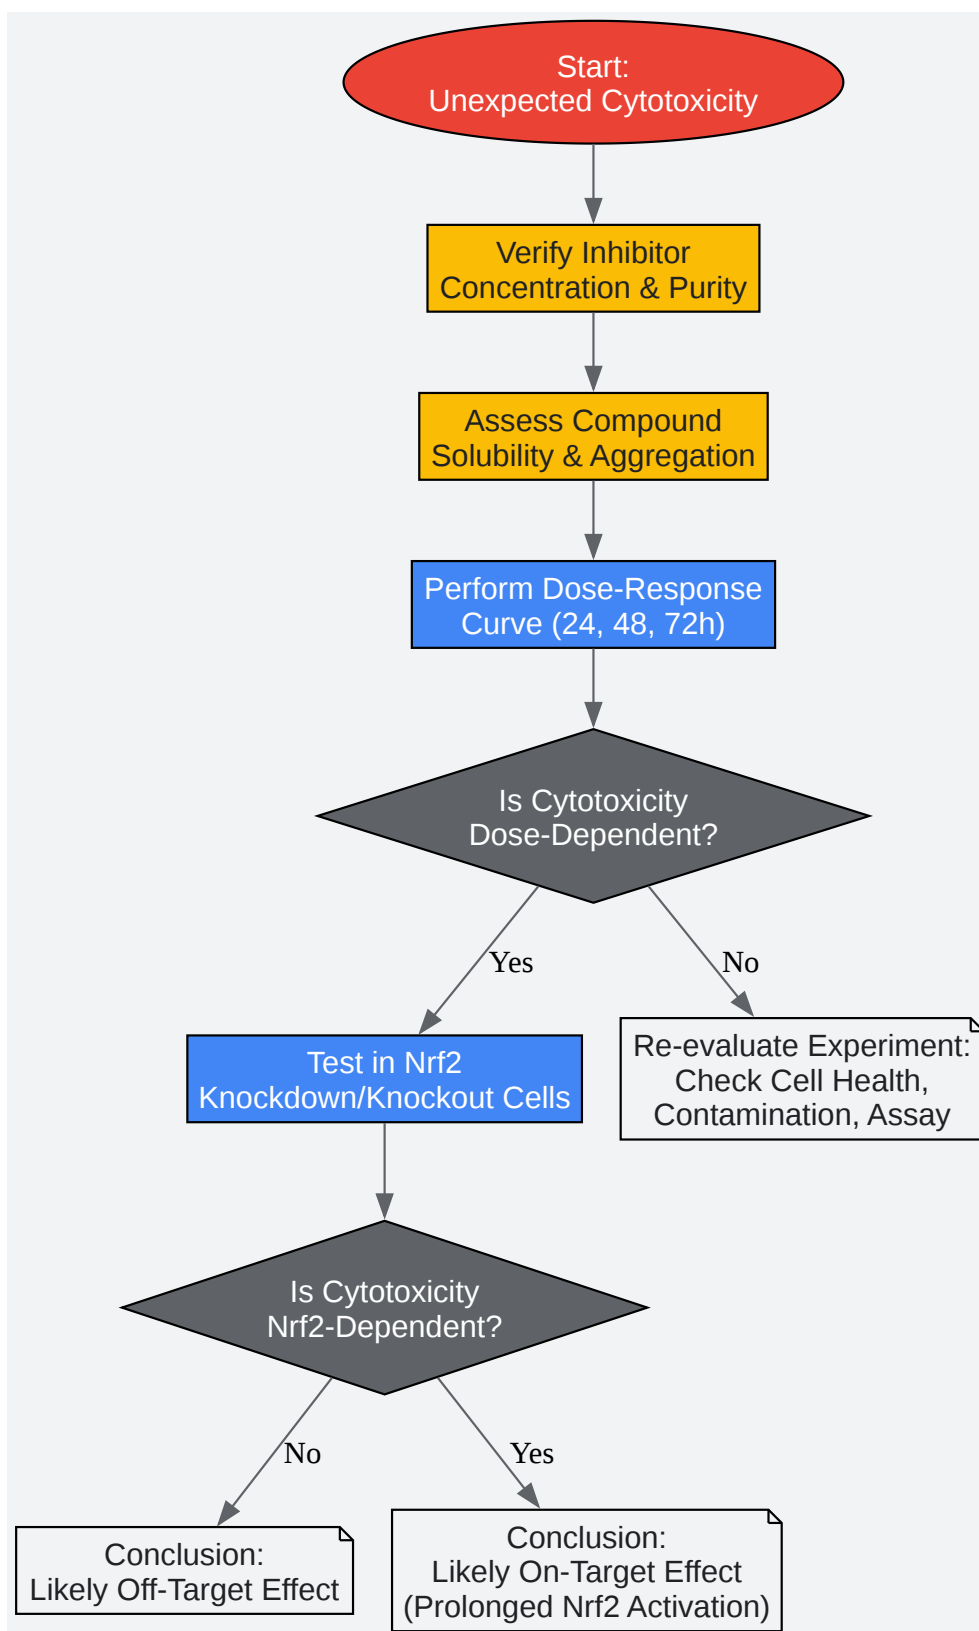 Start:
Unexpected Cytotoxicity
Verify Inhibitor
Concentration & Purity
Assess Compound
Solubility & Aggregation
Perform Dose-Response
Curve (24, 48, 72h)
Is Cytotoxicity
Dose-Dependent?
Yes
No
Test in Nrf2
Knockdown/Knockout Cells
Re-evaluate Experiment:
Check Cell Health,
Contamination, Assay
Is Cytotoxicity
Nrf2-Dependent?
No
Yes
Conclusion:
Likely Off-Target Effect
Conclusion:
Likely On-Target Effect
(Prolonged Nrf2 Activation)